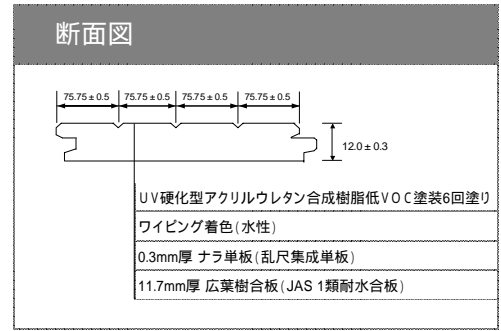 断面図
75.75±0.5 75.75±0.5 75.75±0.5 75.75±0.5
12.0±0.3
UV硬化型アクリルウレタン合成樹脂低VOC塗装6回塗り
ワイピング着色(水性)
0.3mm厚 ナラ単板(乱尺集成単板)
11.7mm厚 広葉樹合板(JAS 1類耐水合板)